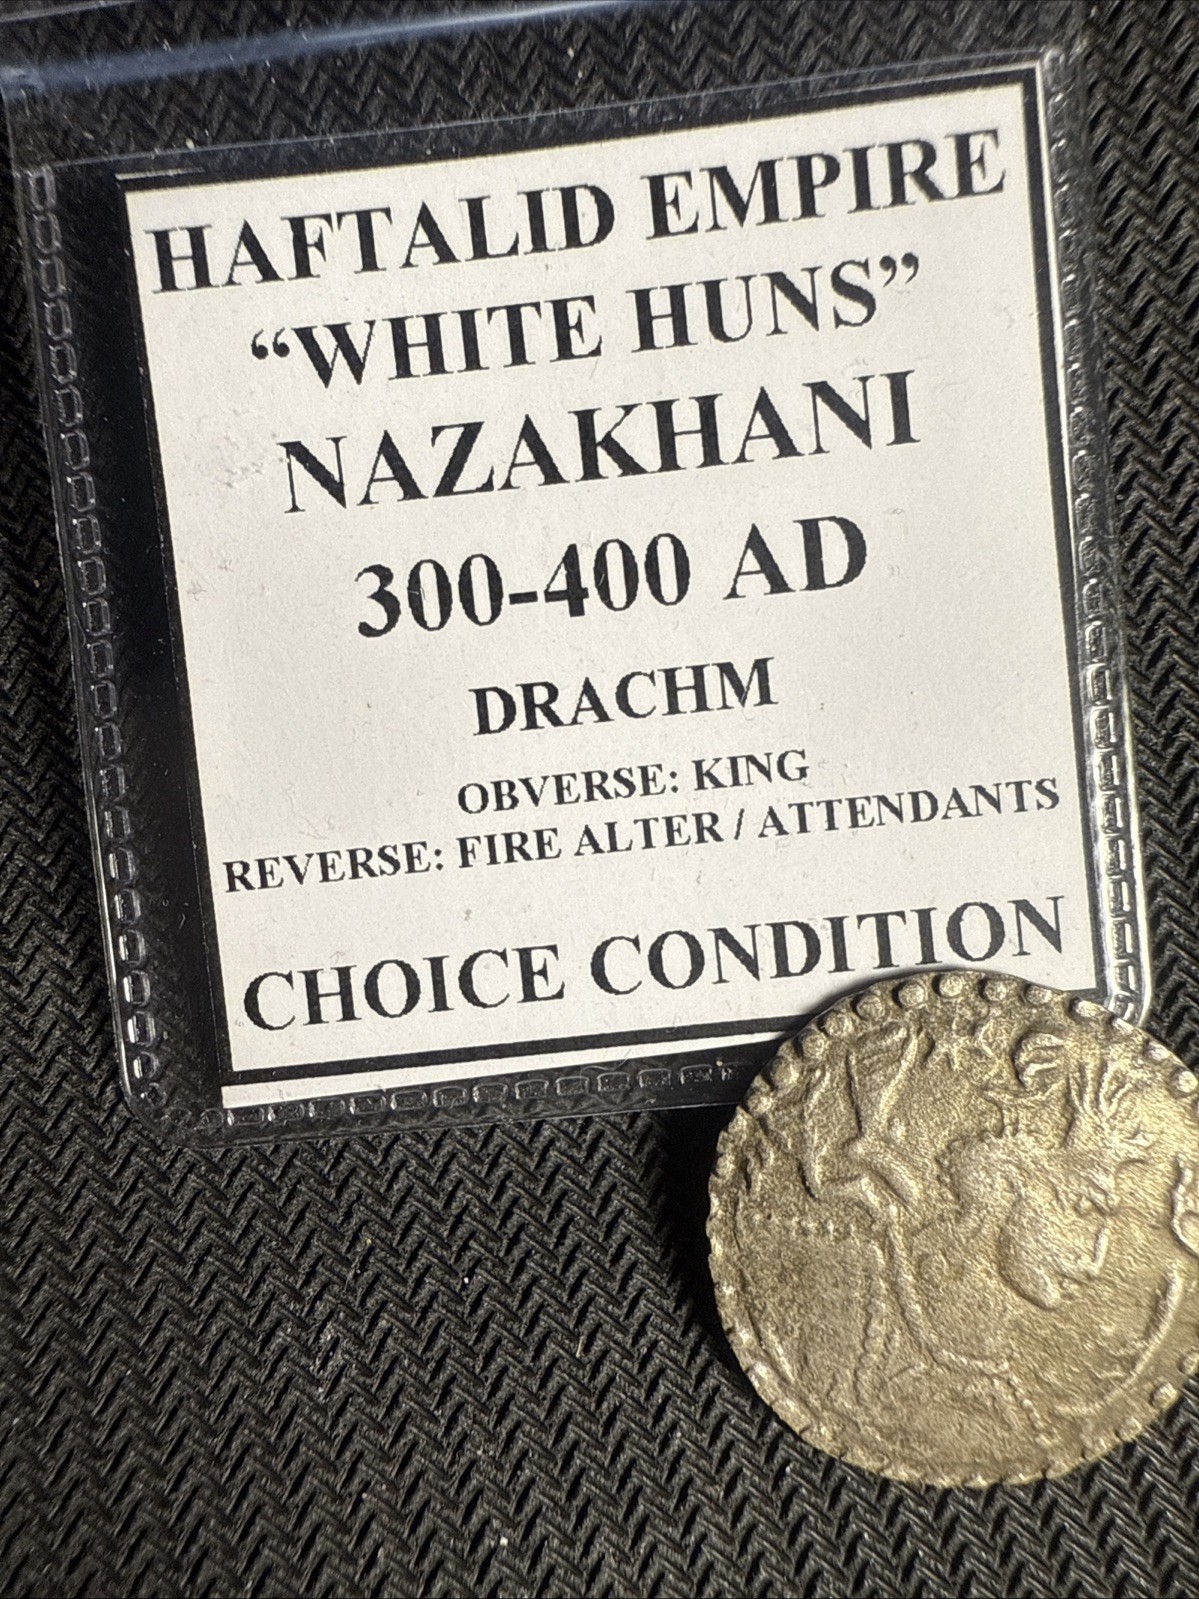 HAFTALID EMPIRE
“WHITE HUNS”
NAZAKHANI
300-400 AD
DRACHM
OBVERSE: KING
REVERSE: FIRE ALTER / ATTENDANTS
CHOICE CONDITION